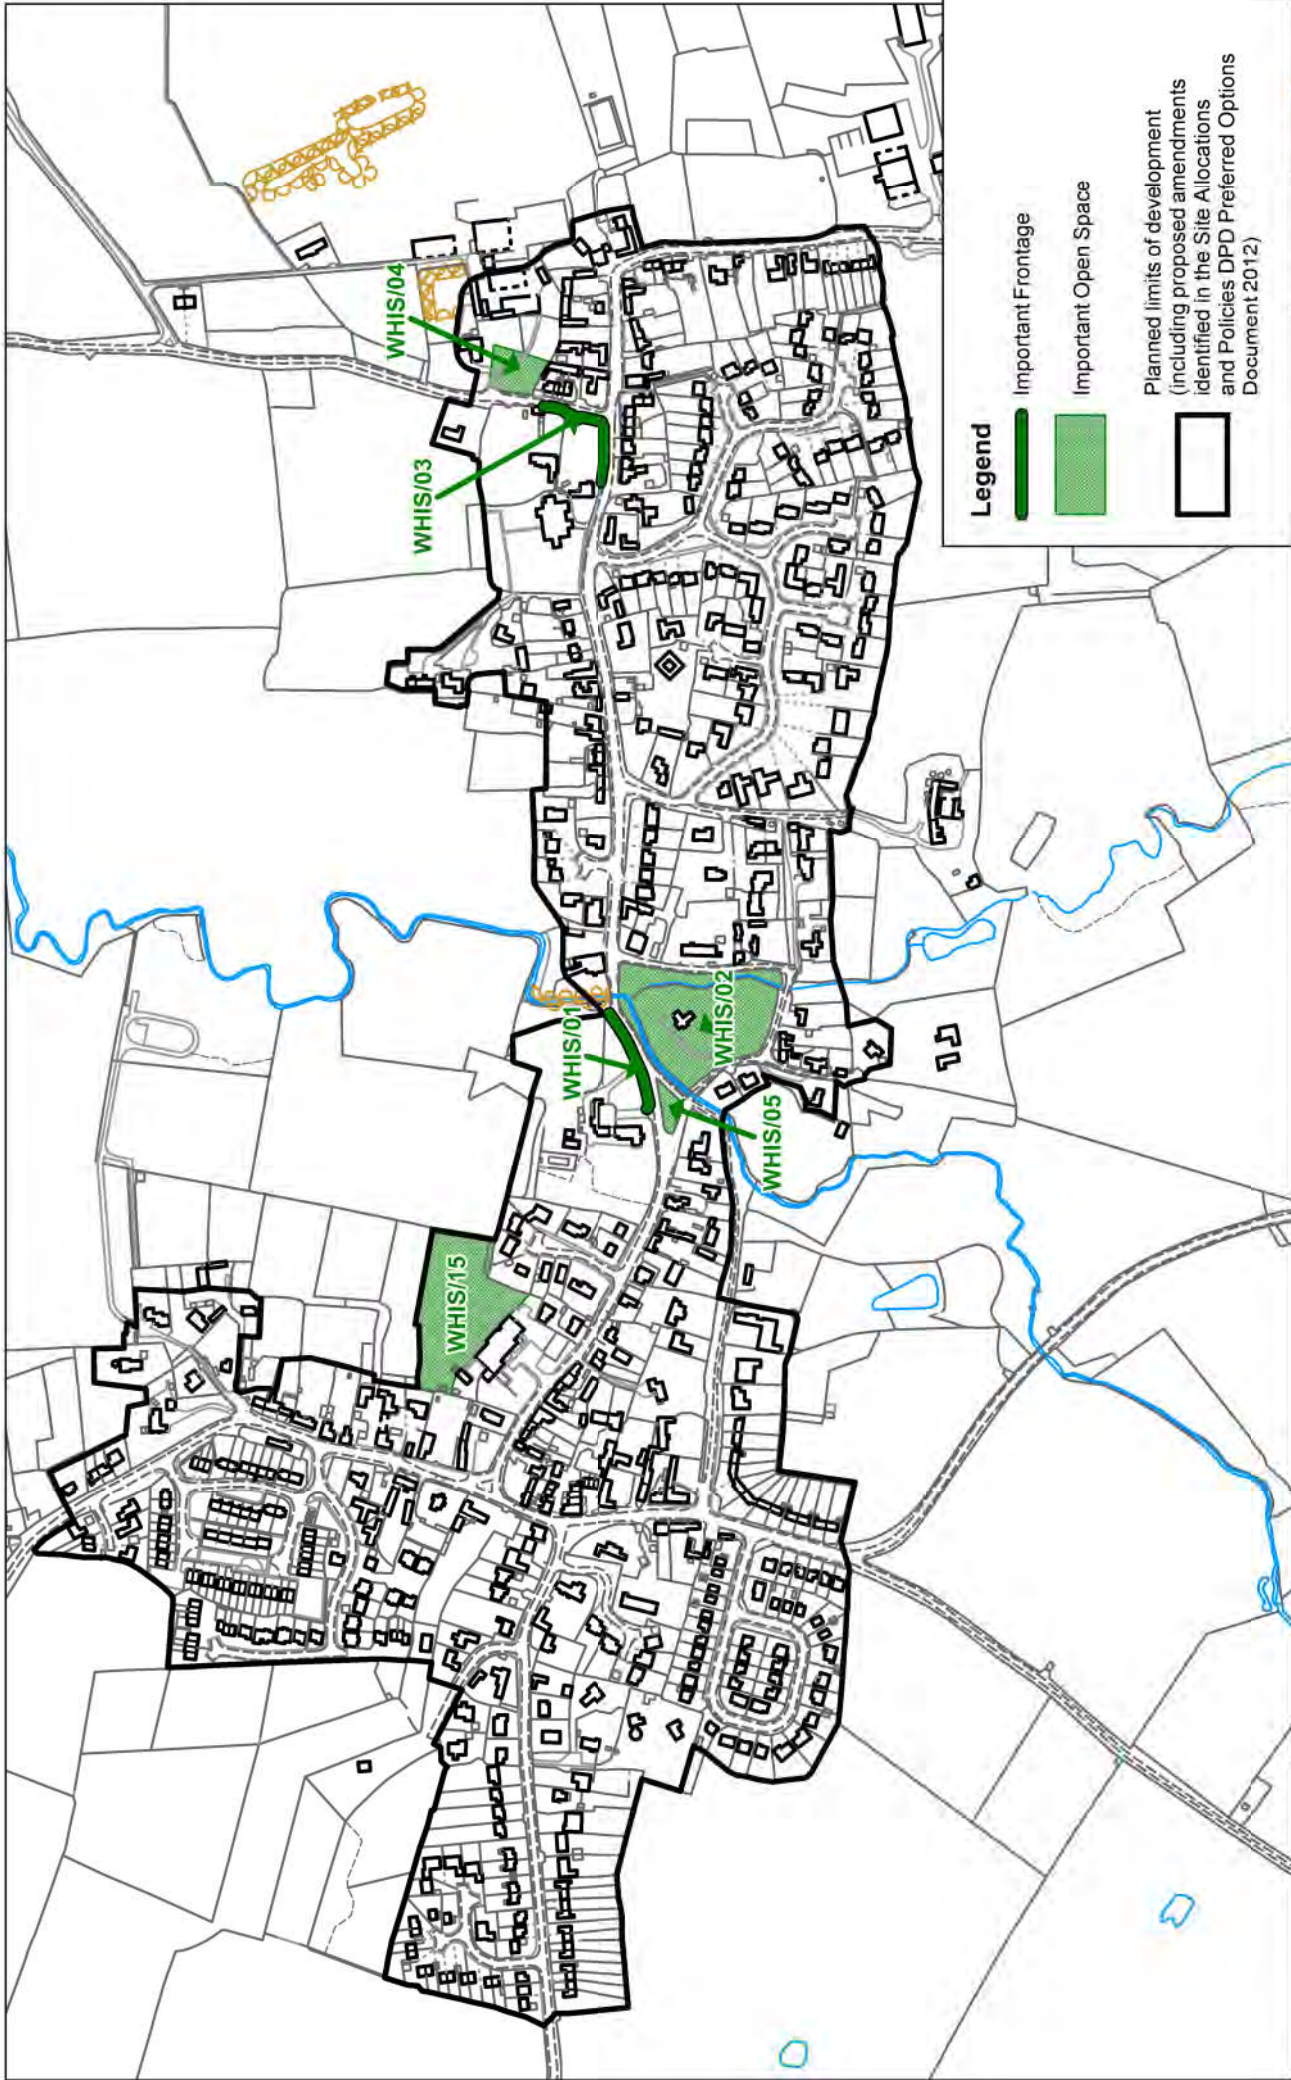 WHIS/04
WHIS/03
WHIS/01
WHIS/02
WHIS/05
WHIS/15
Legend
Important Frontage
Important Open Space
Planned limits of development
(including proposed amendments
identified in the Site Allocations
and Policies DPD Preferred Options
Document 2012)